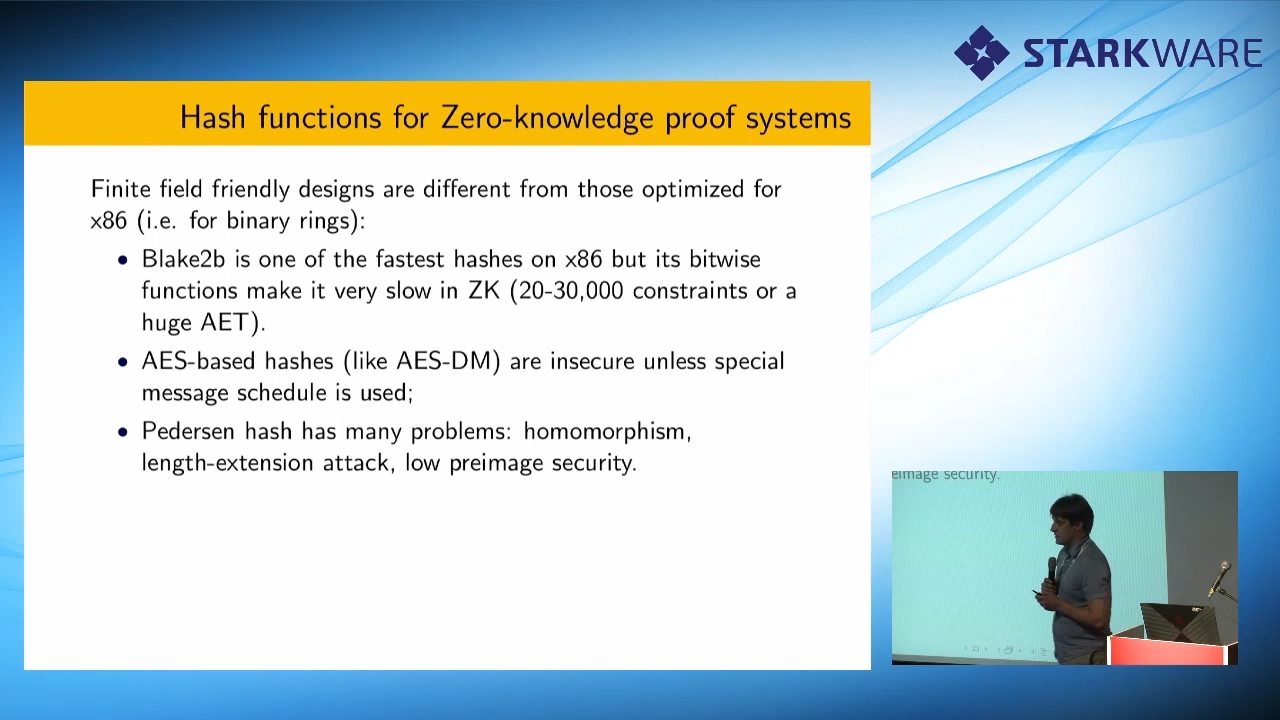 STARKWARE
Hash functions for Zero-knowledge proof systems
Finite field friendly designs are different from those optimized for
x86 (i.e. for binary rings):
• Blake2b is one of the fastest hashes on x86 but its bitwise
functions make it very slow in ZK (20-30,000 constraints or a
huge AET).
• AES-based hashes (like AES-DM) are insecure unless special
message schedule is used;
• Pedersen hash has many problems: homomorphism,
length-extension attack, low preimage security.
eimage security.